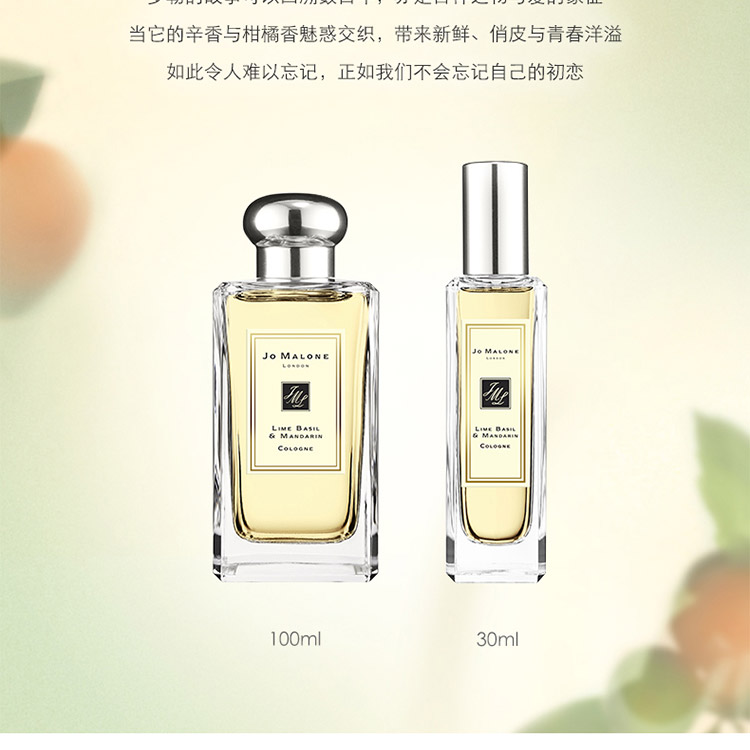 当它的辛香与柑橘香魅惑交织，带来新鲜、俏皮与青春洋溢
如此令人难以忘记，正如我们不会忘记自己的初恋
JO MALONE
LONDON
JML
LIME BASIL
& MANDARIN
COLOGNE
JO MALONE
LONDON
JML
LIME BASIL
& MANDARIN
COLOGNE
100ml
30ml